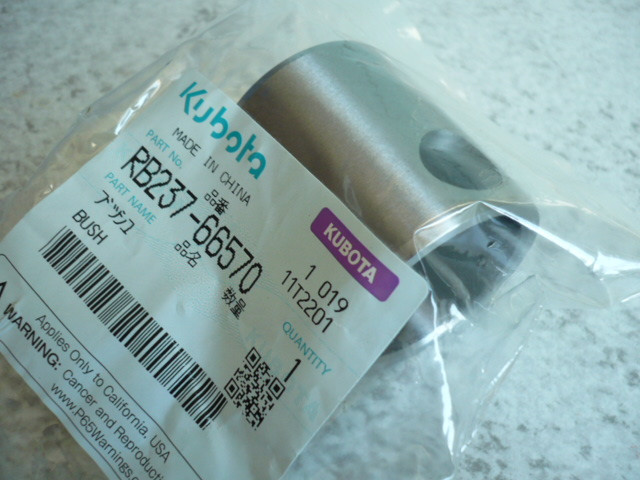 Kubota
MADE IN CHINA
PART NO. 品番
RB237-66570
PART NAME 品名
ブッシュ
BUSH
KUBOTA
1 019
11T2201
数量 QUANTITY
1
Applies Only to California, USA
WARNING: Cancer and Reproductive
www.P65Warnings.c